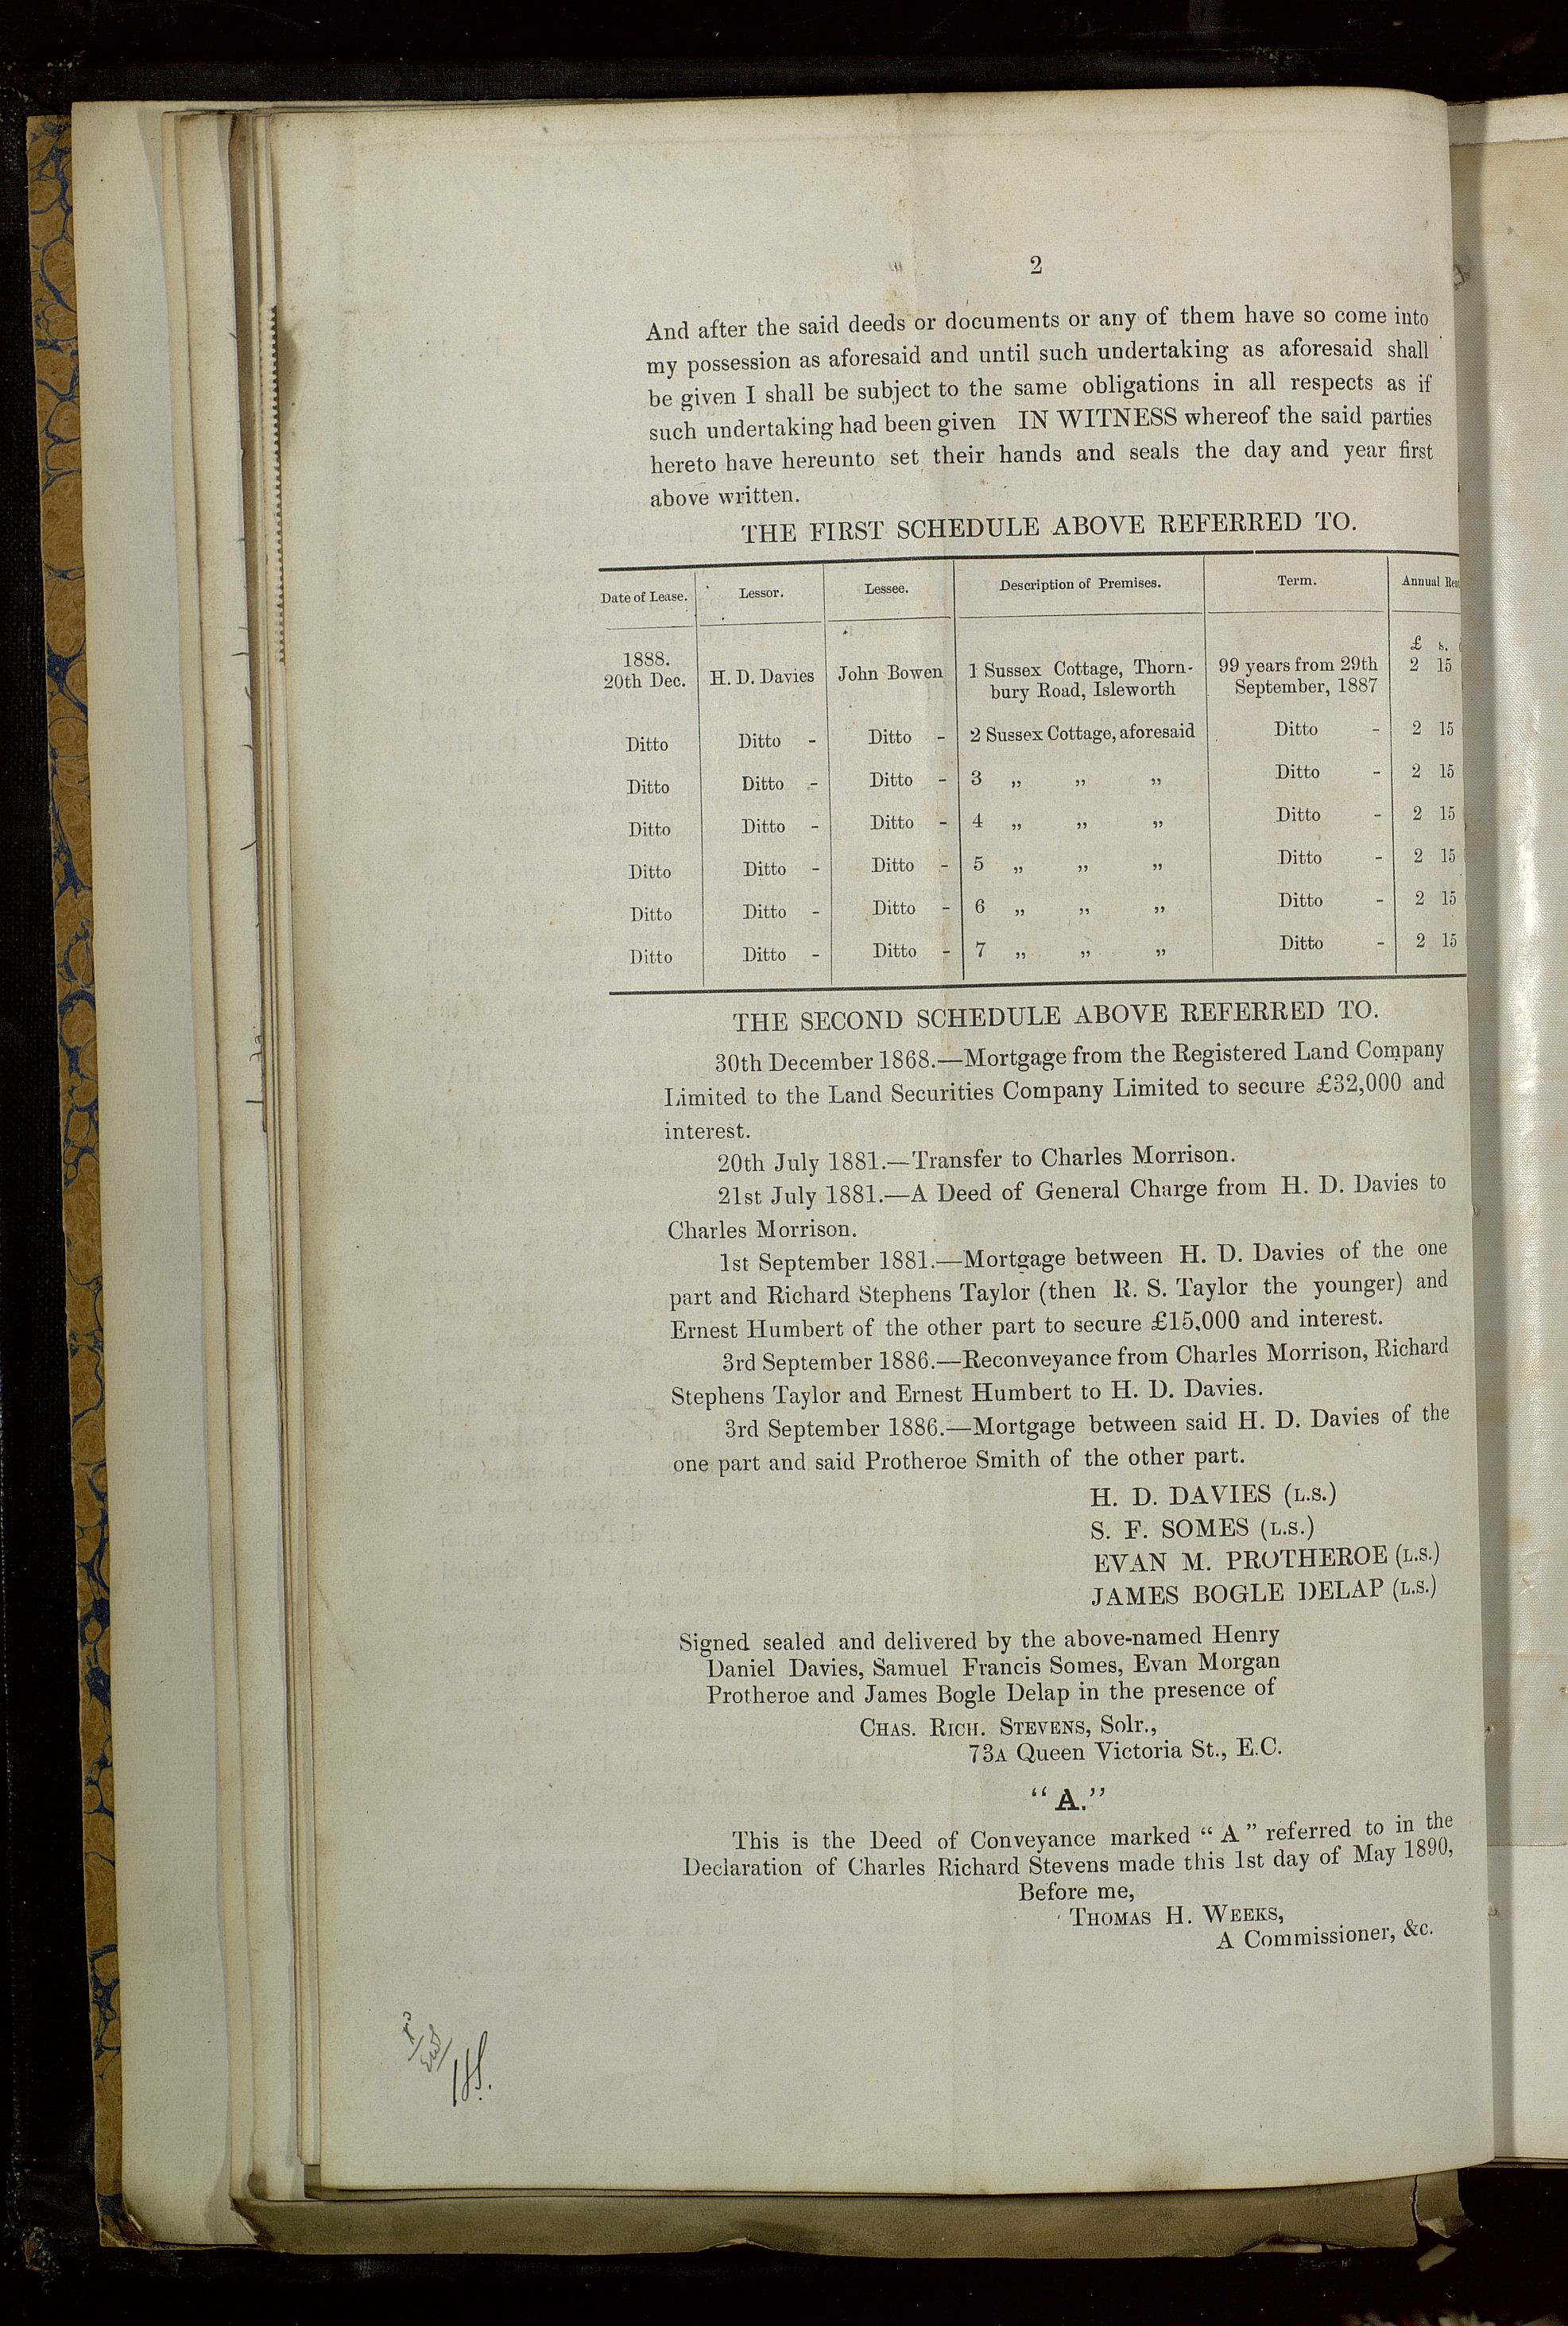 2
And after the said deeds or documents or any of them have so come into
my possession as aforesaid and until such undertaking as aforesaid shall
be given I shall be subject to the same obligations in all respects as if
such undertaking had been given IN WITNESS whereof the said parties
hereto have hereunto set their hands and seals the day and year first
above written.
THE FIRST SCHEDULE ABOVE REFERRED TO.
Date of Lease. Lessor. Lessee. Description of Premises. Term. Annual
£ s.
1888.
20th Dec. H. D. Davies John Bowen 1 Sussex Cottage, Thorn- 99 years from 29th 2 15
bury Road, Isleworth September, 1887
Ditto Ditto - Ditto - 2 Sussex Cottage, aforesaid Ditto - 2 15
Ditto Ditto - Ditto - 3 „ „ „ Ditto - 2 15
Ditto Ditto - Ditto - 4 „ „ „ Ditto - 2 15
Ditto Ditto - Ditto - 5 „ „ „ Ditto - 2 15
Ditto Ditto - Ditto - 6 „ „ „ Ditto - 2 15
Ditto Ditto - Ditto - 7 „ „ „ Ditto - 2 15
THE SECOND SCHEDULE ABOVE REFERRED TO.
30th December 1868.—Mortgage from the Registered Land Company
Limited to the Land Securities Company Limited to secure £32,000 and
interest.
20th July 1881.—Transfer to Charles Morrison.
21st July 1881.—A Deed of General Charge from H. D. Davies to
Charles Morrison.
1st September 1881.—Mortgage between H. D. Davies of the one
part and Richard Stephens Taylor (then R. S. Taylor the younger) and
Ernest Humbert of the other part to secure £15,000 and interest.
3rd September 1886.—Reconveyance from Charles Morrison, Richard
Stephens Taylor and Ernest Humbert to H. D. Davies.
3rd September 1886.—Mortgage between said H. D. Davies of the
one part and said Protheroe Smith of the other part.
H. D. DAVIES (L.S.)
S. F. SOMES (L.S.)
EVAN M. PROTHEROE (L.S.)
JAMES BOGLE DELAP (L.S.)
Signed sealed and delivered by the above-named Henry
Daniel Davies, Samuel Francis Somes, Evan Morgan
Protheroe and James Bogle Delap in the presence of
CHAS. RICH. STEVENS, Solr.,
73A Queen Victoria St., E.C.
"A."
This is the Deed of Conveyance marked "A" referred to in the
Declaration of Charles Richard Stevens made this 1st day of May 1890,
Before me,
THOMAS H. WEEKS,
A Commissioner, &c.